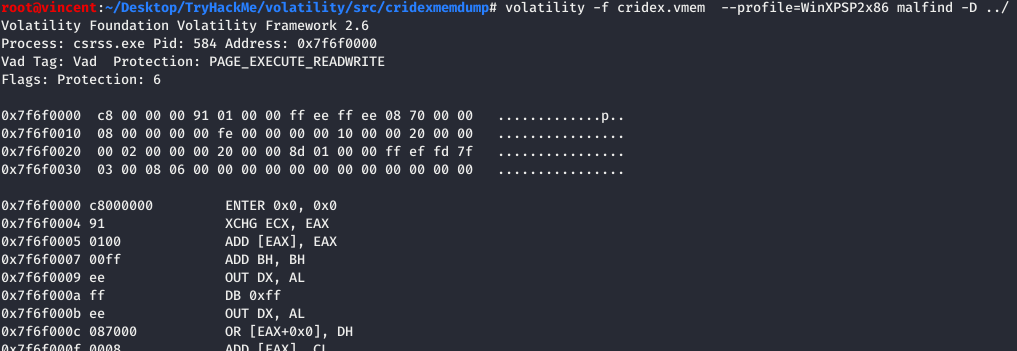 root@vincent:~/Desktop/TryHackMe/volatility/src/cridexmemdump# volatility -f cridex.vmem  --profile=WinXPSP2x86 malfind -D ../
Volatility Foundation Volatility Framework 2.6
Process: csrss.exe Pid: 584 Address: 0x7f6f0000
Vad Tag: Vad  Protection: PAGE_EXECUTE_READWRITE
Flags: Protection: 6
0x7f6f0000  c8 00 00 00 91 01 00 00 ff ee ff ee 08 70 00 00   .............p..
0x7f6f0010  08 00 00 00 00 fe 00 00 00 00 10 00 00 20 00 00   ................
0x7f6f0020  00 02 00 00 00 20 00 00 8d 01 00 00 ff ef fd 7f   ................
0x7f6f0030  03 00 08 06 00 00 00 00 00 00 00 00 00 00 00 00   ................
0x7f6f0000 c8000000         ENTER 0x0, 0x0
0x7f6f0004 91               XCHG ECX, EAX
0x7f6f0005 0100             ADD [EAX], EAX
0x7f6f0007 00ff             ADD BH, BH
0x7f6f0009 ee               OUT DX, AL
0x7f6f000a ff               DB 0xff
0x7f6f000b ee               OUT DX, AL
0x7f6f000c 087000           OR [EAX+0x0], DH
0x7f6f000f 0008             ADD [EAX], CL